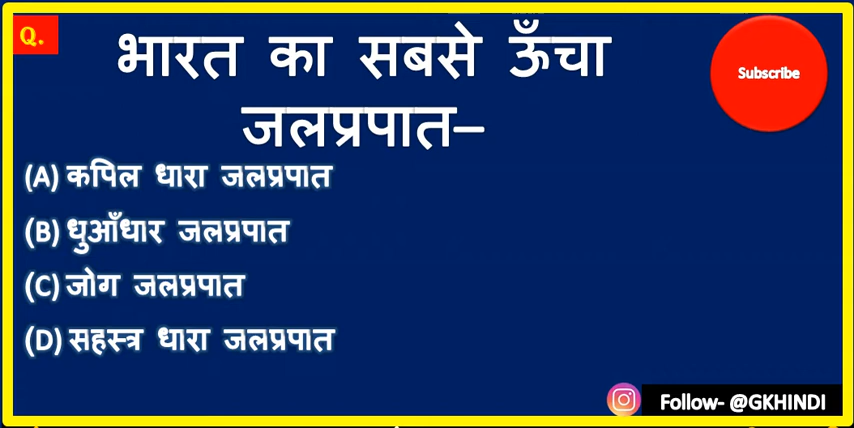 Q.
भारत का सबसे ऊँचा
जलप्रपात–
Subscribe
(A) कपिल धारा जलप्रपात
(B) धुआँधार जलप्रपात
(C) जोग जलप्रपात
(D) सहस्त्र धारा जलप्रपात
Follow- @GKHINDI